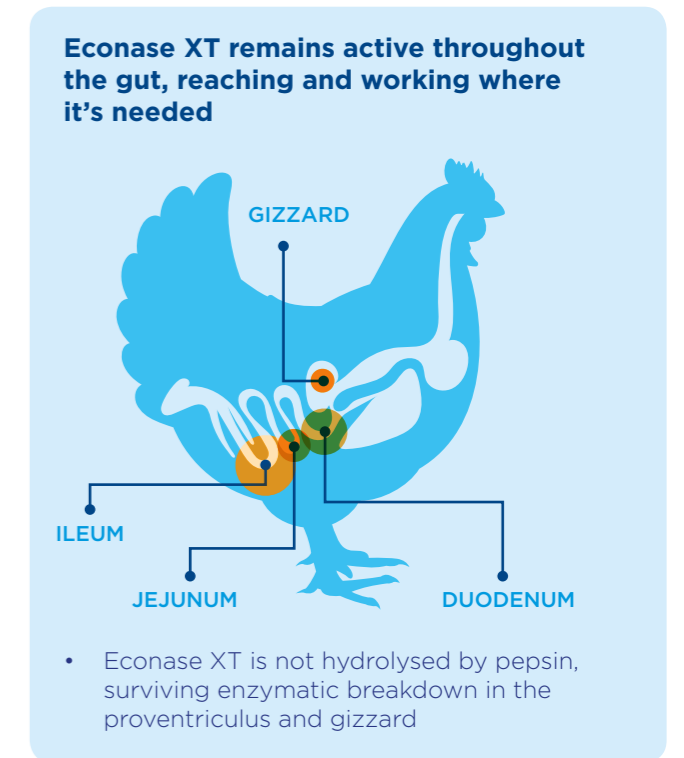 Econase XT remains active throughout
the gut, reaching and working where
it’s needed
GIZZARD
ILEUM
JEJUNUM
DUODENUM
• Econase XT is not hydrolysed by pepsin,
surviving enzymatic breakdown in the
proventriculus and gizzard